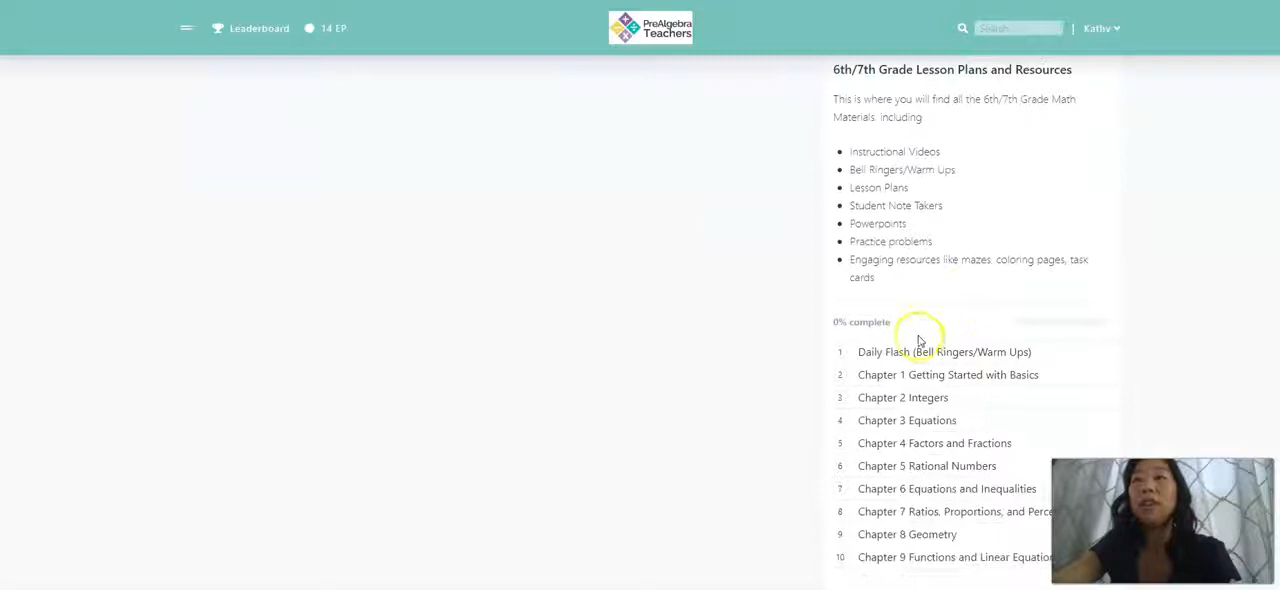 Leaderboard
14 EP
PreAlgebra
Teachers
Search
Kathy
6th/7th Grade Lesson Plans and Resources
This is where you will find all the 6th/7th Grade Math
Materials. including
Instructional Videos
Bell Ringers/Warm Ups
Lesson Plans
Student Note Takers
Powerpoints
Practice problems
Engaging resources like mazes. coloring pages, task
cards
0% complete
1 Daily Flash (Bell Ringers/Warm Ups)
2 Chapter 1 Getting Started with Basics
3 Chapter 2 Integers
4 Chapter 3 Equations
5 Chapter 4 Factors and Fractions
6 Chapter 5 Rational Numbers
7 Chapter 6 Equations and Inequalities
8 Chapter 7 Ratios, Proportions, and Perce
9 Chapter 8 Geometry
10 Chapter 9 Functions and Linear Equation